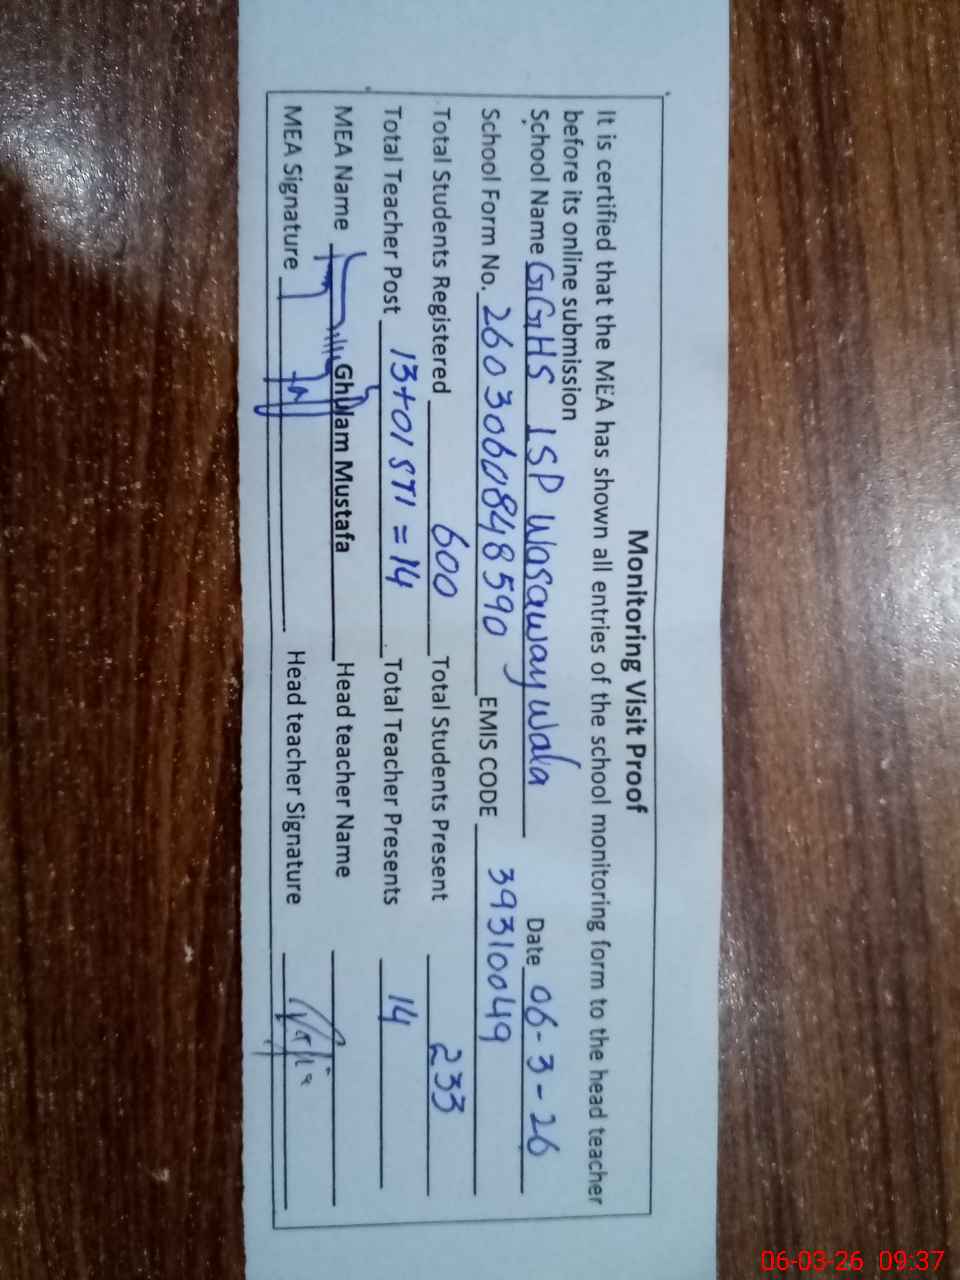 Monitoring Visit Proof
It is certified that the MEA has shown all entries of the school monitoring form to the head teacher
before its online submission
School Name GGHS ISP Wasawaywala Date 06-3-26
School Form No. 2603060848590 EMIS CODE 39310049
Total Students Registered 600 Total Students Present 233
Total Teacher Post 13+01 STI = 14 Total Teacher Presents 14
MEA Name Ghulam Mustafa Head teacher Name
MEA Signature Head teacher Signature
06-03-26 09:37